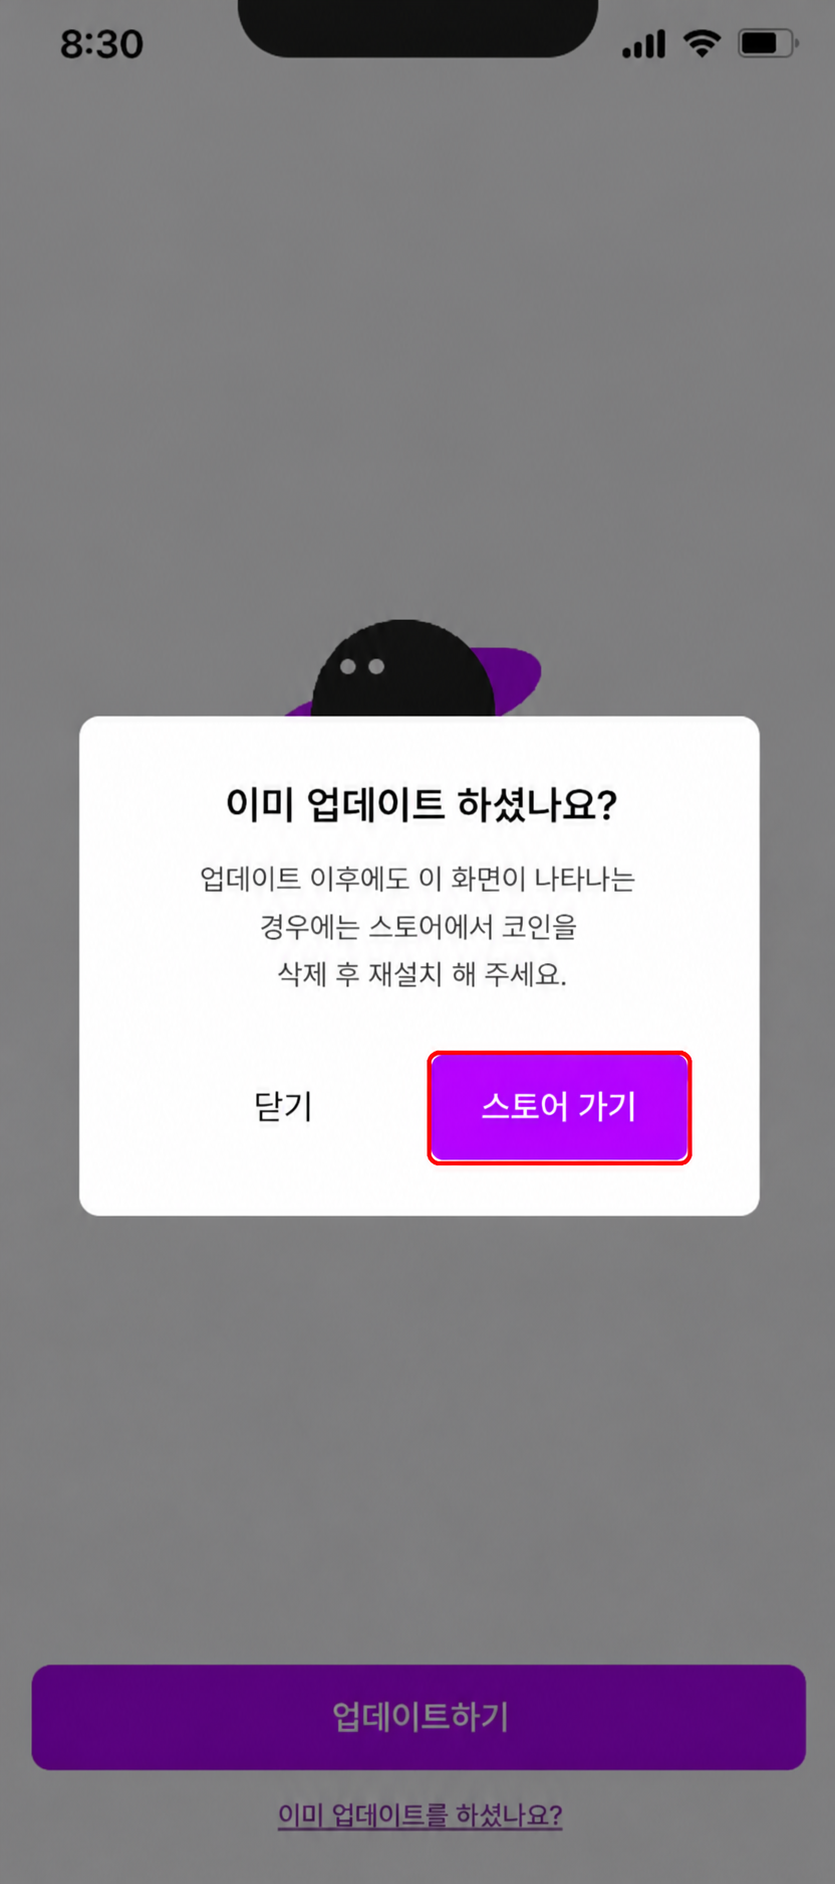 8:30
이미 업데이트 하셨나요?
업데이트 이후에도 이 화면이 나타나는
경우에는 스토어에서 코인을
삭제 후 재설치 해 주세요.
닫기
스토어 가기
업데이트하기
이미 업데이트를 하셨나요?